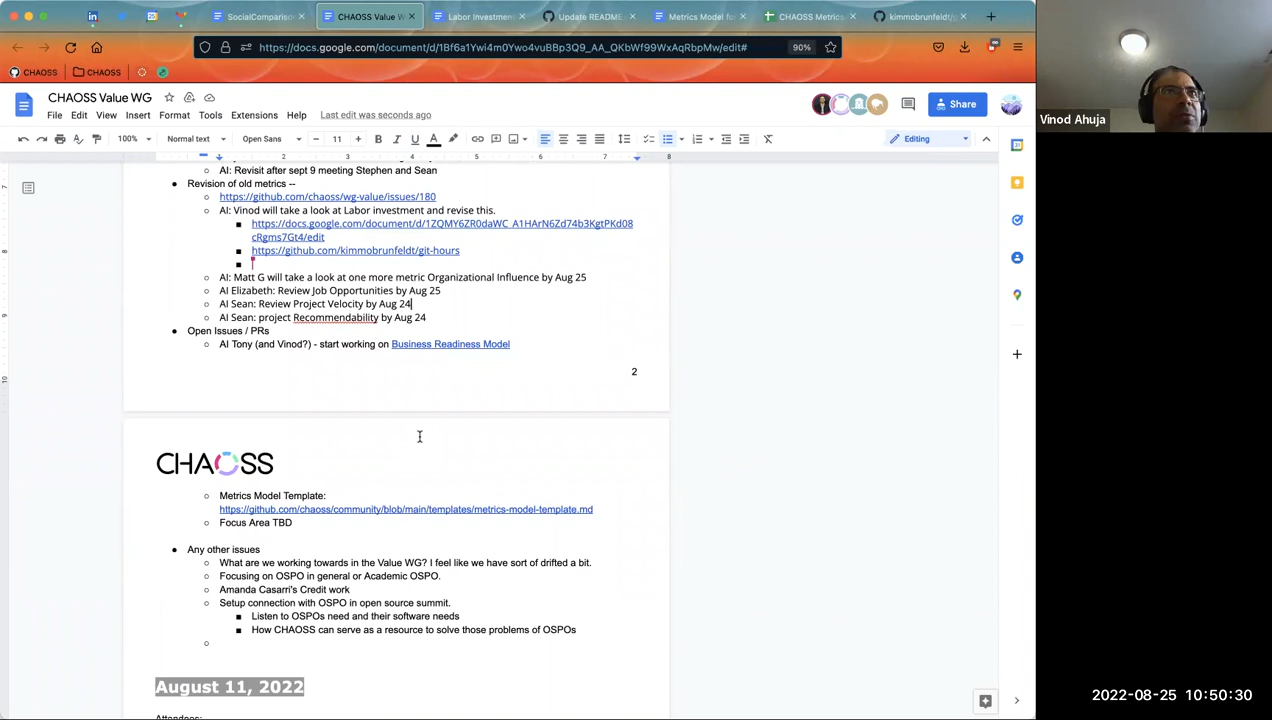 SocialComparison
CHAOSS Value W
Labor Investment
Update README
Metrics Model fo
CHAOSS Metrics
kimmobrunfeldt/g
https://docs.google.com/document/d/1Bf6a1Ywi4m0Ywo4vuBBp3Q9_AA_QKbWf99WxAqRbpMw/edit#
90%
CHAOSS
CHAOSS
CHAOSS Value WG
File Edit View Insert Format Tools Extensions Help Last edit was seconds ago
Share
Vinod Ahuja
100% Normal text Open Sans 11 Editing
2 3 4 5 6 7 8
AI: Revisit after sept 9 meeting Stephen and Sean
Revision of old metrics --
https://github.com/chaoss/wg-value/issues/180
AI: Vinod will take a look at Labor investment and revise this.
https://docs.google.com/document/d/1ZQMY6ZR0daWC_A1HArN6Zd74b3KgtPKd08
cRgms7Gt4/edit
https://github.com/kimmobrunfeldt/git-hours
AI: Matt G will take a look at one more metric Organizational Influence by Aug 25
AI Elizabeth: Review Job Opportunities by Aug 25
AI Sean: Review Project Velocity by Aug 24
AI Sean: project Recommendability by Aug 24
Open Issues / PRs
AI Tony (and Vinod?) - start working on Business Readiness Model
2
CHAOSS
Metrics Model Template:
https://github.com/chaoss/community/blob/main/templates/metrics-model-template.md
Focus Area TBD
Any other issues
What are we working towards in the Value WG? I feel like we have sort of drifted a bit.
Focusing on OSPO in general or Academic OSPO.
Amanda Casarri's Credit work
Setup connection with OSPO in open source summit.
Listen to OSPOs need and their software needs
How CHAOSS can serve as a resource to solve those problems of OSPOs
August 11, 2022
Attendees:
2022-08-25 10:50:30